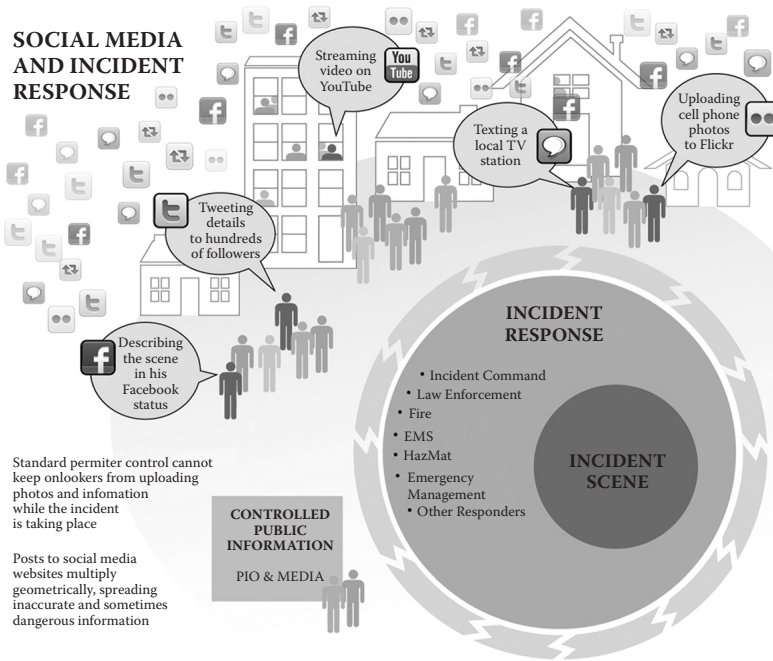 SOCIAL MEDIA
AND INCIDENT
RESPONSE
Streaming
video on
YouTube
You
Tube
Texting a
local TV
station
Uploading
cell phone
photos
to Flickr
Tweeting
details
to hundreds
of followers
Describing
the scene
in his
Facebook
status
INCIDENT
RESPONSE
• Incident Command
• Law Enforcement
• Fire
• EMS
• HazMat
• Emergency
Management
• Other Responders
INCIDENT
SCENE
Standard permiter control cannot
keep onlookers from uploading
photos and infomation
while the incident
is taking place
Posts to social media
websites multiply
geometrically, spreading
inaccurate and sometimes
dangerous information
CONTROLLED
PUBLIC
INFORMATION
PIO & MEDIA